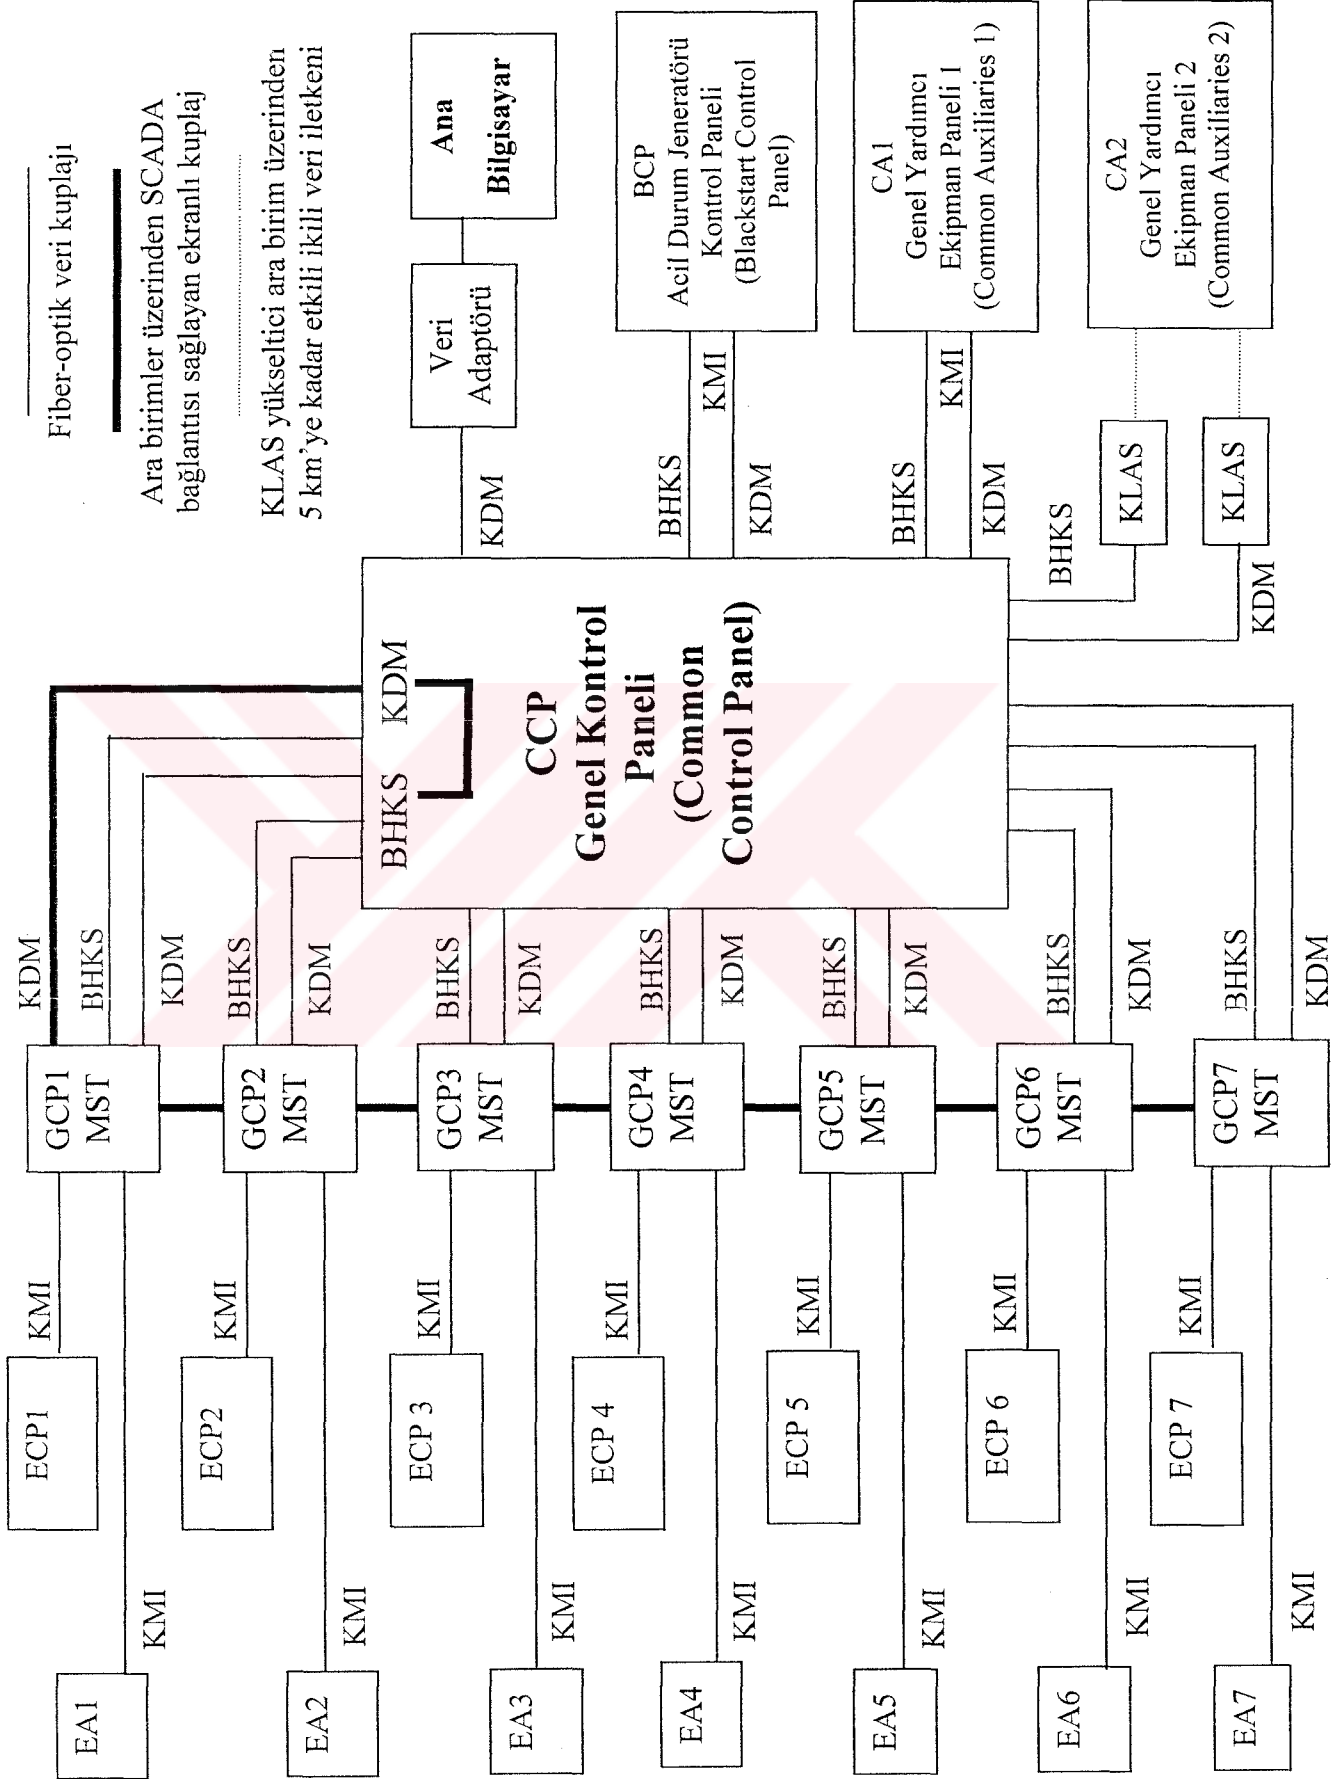 Fiber-optik veri kuplajı
Ara birimler üzerinden SCADA
bağlantısı sağlayan ekranlı kuplaj
KLAS yükseltici ara birim üzerinden
5 km'ye kadar etkili ikili veri iletkeni
Ana
Bilgisayar
Veri
Adaptörü
KDM
BCP
Acil Durum Jeneratörü
Kontrol Paneli
(Blackstart Control
Panel)
BHKS
KMI
KDM
CA1
Genel Yardımcı
Ekipman Paneli 1
(Common Auxiliaries 1)
BHKS
KMI
KDM
CA2
Genel Yardımcı
Ekipman Paneli 2
(Common Auxiliaries 2)
KLAS
KLAS
BHKS
KDM
BHKS
KDM
CCP
Genel Kontrol
Paneli
(Common
Control Panel)
KDM
BHKS
KDM
BHKS
KDM
BHKS
KDM
BHKS
KDM
BHKS
KDM
BHKS
KDM
BHKS
KDM
GCP1
MST
GCP2
MST
GCP3
MST
GCP4
MST
GCP5
MST
GCP6
MST
GCP7
MST
KMI
KMI
KMI
KMI
KMI
KMI
KMI
ECP1
ECP2
ECP 3
ECP 4
ECP 5
ECP 6
ECP 7
KMI
KMI
KMI
KMI
KMI
KMI
KMI
EA1
EA2
EA3
EA4
EA5
EA6
EA7